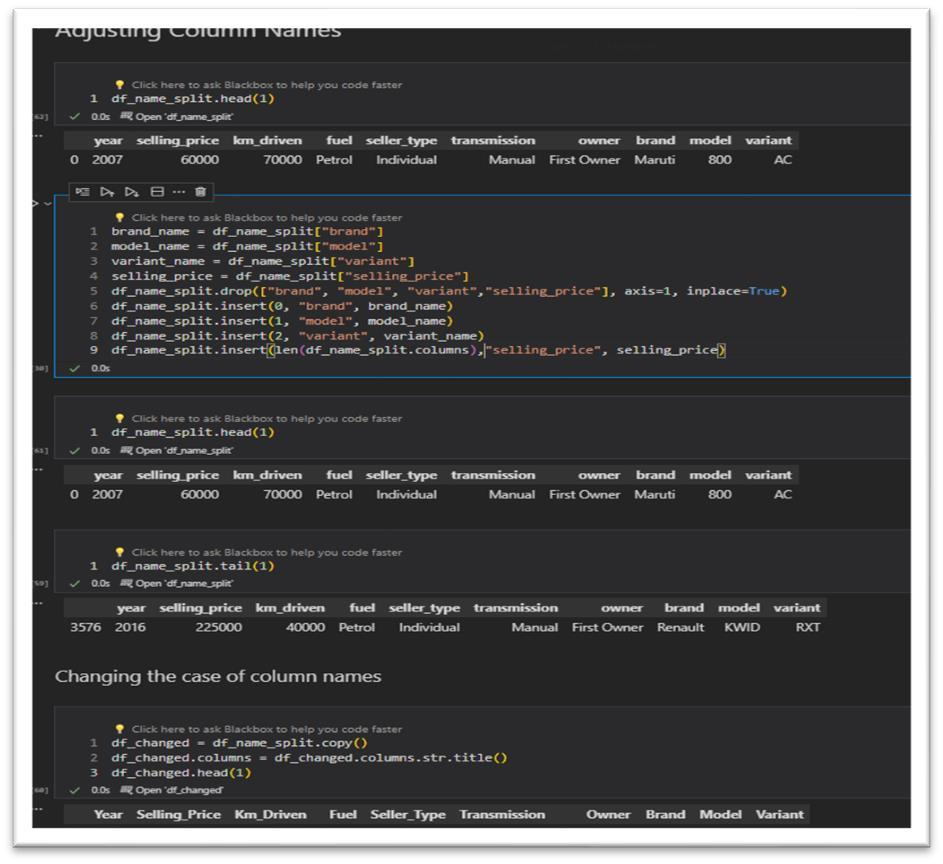 Adjusting Column Names
Click here to ask Blackbox to help you code faster
1 df_name_split.head(1)
[62] 0.0s Open 'df_name_split'
year selling_price km_driven fuel seller_type transmission owner brand model variant
0 2007 60000 70000 Petrol Individual Manual First Owner Maruti 800 AC
Click here to ask Blackbox to help you code faster
1 brand_name = df_name_split["brand"]
2 model_name = df_name_split["model"]
3 variant_name = df_name_split["variant"]
4 selling_price = df_name_split["selling_price"]
5 df_name_split.drop(["brand", "model", "variant","selling_price"], axis=1, inplace=True)
6 df_name_split.insert(0, "brand", brand_name)
7 df_name_split.insert(1, "model", model_name)
8 df_name_split.insert(2, "variant", variant_name)
9 df_name_split.insert(len(df_name_split.columns),"selling_price", selling_price)
[30] 0.0s
Click here to ask Blackbox to help you code faster
1 df_name_split.head(1)
[61] 0.0s Open 'df_name_split'
year selling_price km_driven fuel seller_type transmission owner brand model variant
0 2007 60000 70000 Petrol Individual Manual First Owner Maruti 800 AC
Click here to ask Blackbox to help you code faster
1 df_name_split.tail(1)
[59] 0.0s Open 'df_name_split'
year selling_price km_driven fuel seller_type transmission owner brand model variant
3576 2016 225000 40000 Petrol Individual Manual First Owner Renault KWID RXT
Changing the case of column names
Click here to ask Blackbox to help you code faster
1 df_changed = df_name_split.copy()
2 df_changed.columns = df_changed.columns.str.title()
3 df_changed.head(1)
[60] 0.0s Open 'df_changed'
Year Selling_Price Km_Driven Fuel Seller_Type Transmission Owner Brand Model Variant